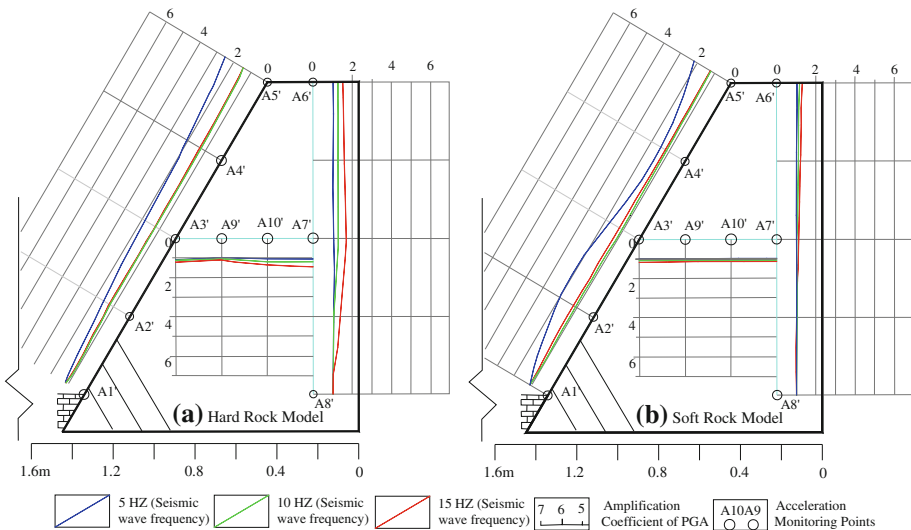 6
4
2
0 0 2 4 6
A5' A6'
A4'
A3' A9' A10' A7'
0
2
4
6
A2'
A1'
A8'
(a) Hard Rock Model
1.6m 1.2 0.8 0.4 0
6
4
2
0 0 2 4 6
A5' A6'
A4'
A3' A9' A10' A7'
0
2
4
6
A2'
A1
A8'
(b) Soft Rock Model
1.6m 1.2 0.8 0.4 0
5 HZ (Seismic
wave frequency)
10 HZ (Seismic
wave frequency)
15 HZ (Seismic
wave frequency)
7 6 5
Amplification
Coefficient of PGA
A10A9
Acceleration
Monitoring Points